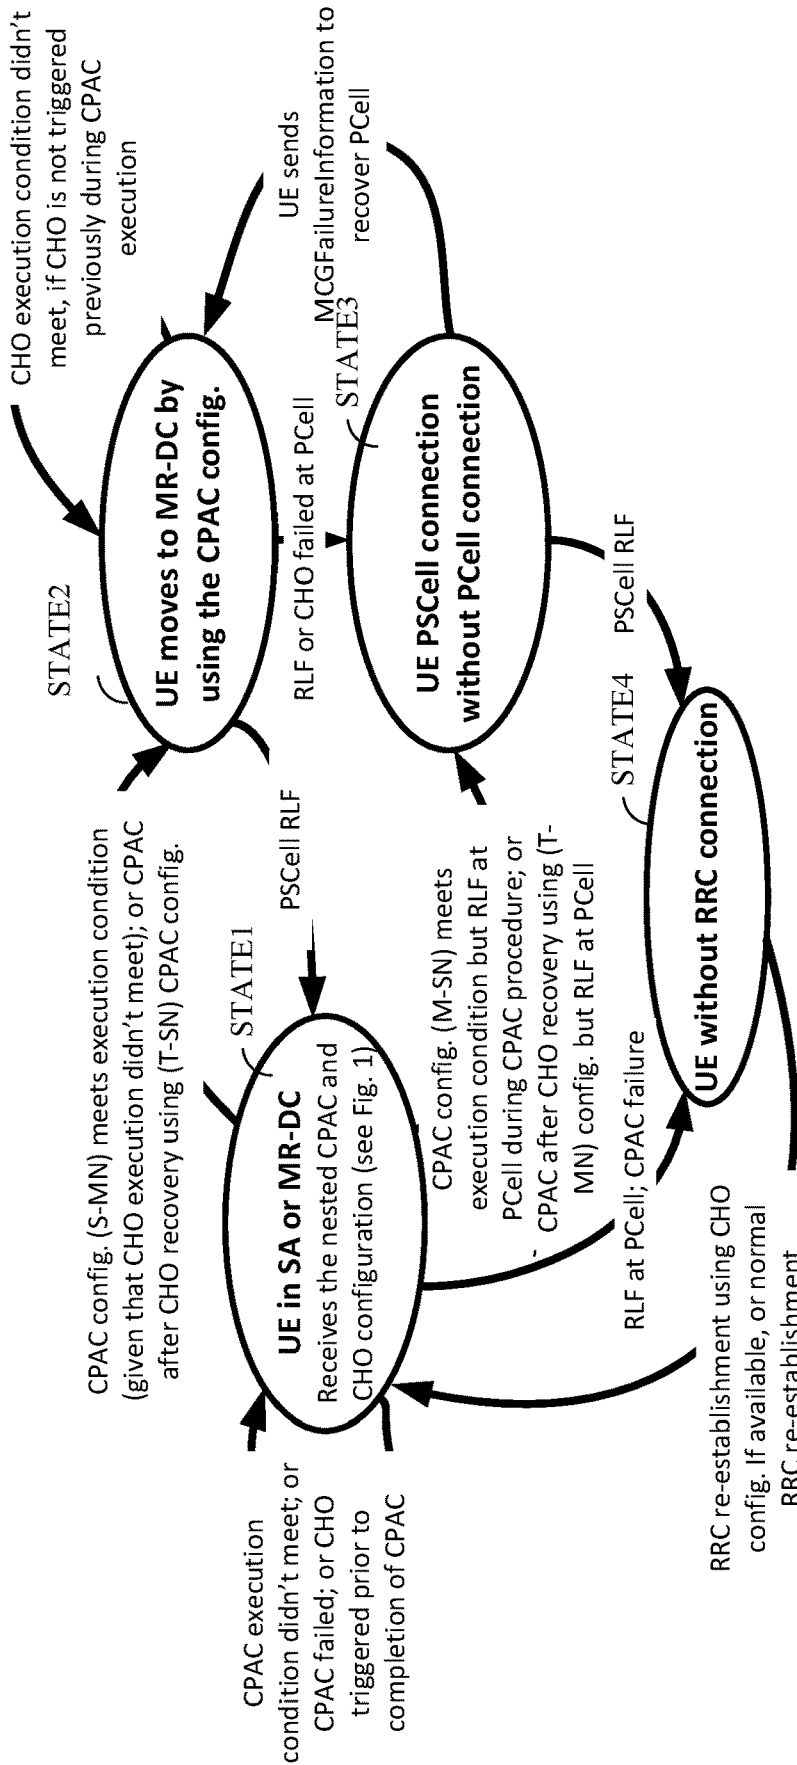 CPAC execution
condition didn't meet; or
CPAC failed; or CHO
triggered prior to
completion of CPAC
CPAC config. (S-MN) meets execution condition
(given that CHO execution didn't meet); or CPAC
after CHO recovery using (T-SN) CPAC config.
STATE1
UE in SA or MR-DC
Receives the nested CPAC and
CHO configuration (see Fig. 1)
PSCell RLF
STATE2
UE moves to MR-DC by
using the CPAC config.
CHO execution condition didn't
meet, if CHO is not triggered
previously during CPAC
execution
RLF or CHO failed at PCell
UE sends
MCGFailureInformation to
recover PCell
STATE3
UE PSCell connection
without PCell connection
CPAC config. (M-SN) meets
execution condition but RLF at
PCell during CPAC procedure; or
CPAC after CHO recovery using (T-
MN) config. but RLF at PCell
PSCell RLF
RLF at PCell; CPAC failure
STATE4
UE without RRC connection
RRC re-establishment using CHO
config. If available, or normal
RRC re-establishment